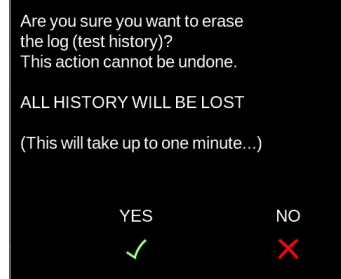 Are you sure you want to erase
the log (test history)?
This action cannot be undone.
ALL HISTORY WILL BE LOST
(This will take up to one minute...)
YES NO